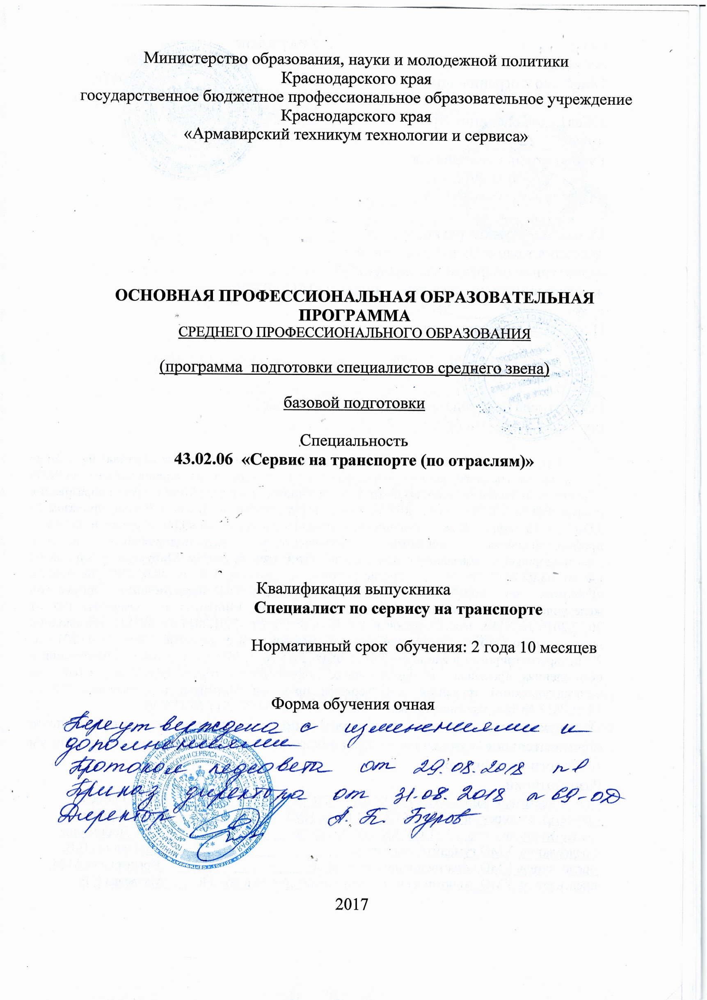 Министерство образования, науки и молодежной политики
Краснодарского края
государственное бюджетное профессиональное образовательное учреждение
Краснодарского края
«Армавирский техникум технологии и сервиса»
ОСНОВНАЯ ПРОФЕССИОНАЛЬНАЯ ОБРАЗОВАТЕЛЬНАЯ
ПРОГРАММА
СРЕДНЕГО ПРОФЕССИОНАЛЬНОГО ОБРАЗОВАНИЯ
(программа подготовки специалистов среднего звена)
базовой подготовки
Специальность
43.02.06 «Сервис на транспорте (по отраслям)»
Квалификация выпускника
Специалист по сервису на транспорте
Нормативный срок обучения: 2 года 10 месяцев
Форма обучения очная
Переутверждена с изменениями и
дополнениями
Протокол педсовета от 29.08.2018 n 1
Приказ директора от 31.08.2018 n 69-ОД
Директор А. П. Буров
2017